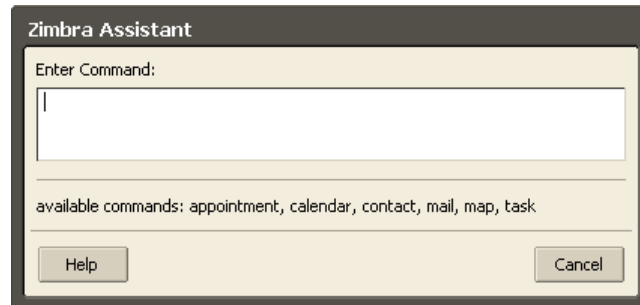 Zimbra Assistant
Enter Command:
available commands: appointment, calendar, contact, mail, map, task
Help
Cancel